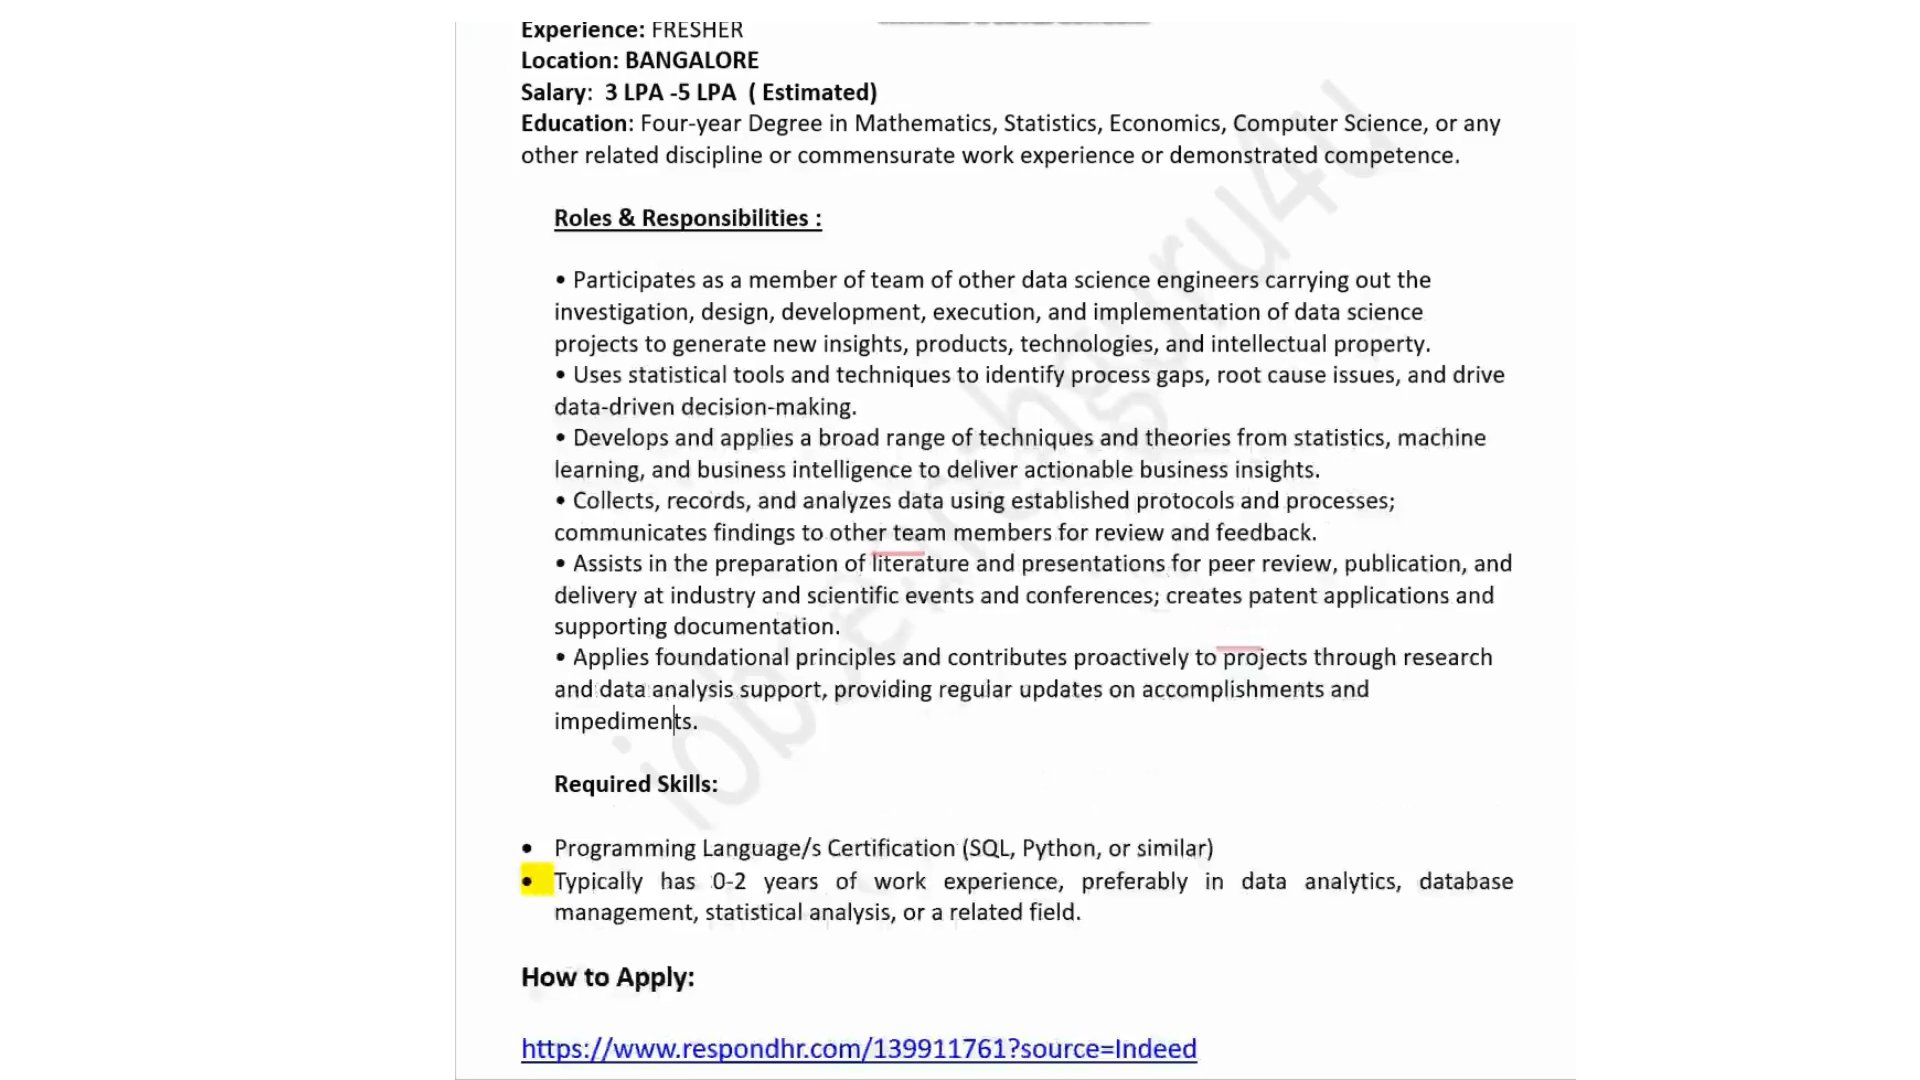 Experience: FRESHER
Location: BANGALORE
Salary: 3 LPA -5 LPA ( Estimated)
Education: Four-year Degree in Mathematics, Statistics, Economics, Computer Science, or any
other related discipline or commensurate work experience or demonstrated competence.
Roles & Responsibilities :
• Participates as a member of team of other data science engineers carrying out the
investigation, design, development, execution, and implementation of data science
projects to generate new insights, products, technologies, and intellectual property.
• Uses statistical tools and techniques to identify process gaps, root cause issues, and drive
data-driven decision-making.
• Develops and applies a broad range of techniques and theories from statistics, machine
learning, and business intelligence to deliver actionable business insights.
• Collects, records, and analyzes data using established protocols and processes;
communicates findings to other team members for review and feedback.
• Assists in the preparation of literature and presentations for peer review, publication, and
delivery at industry and scientific events and conferences; creates patent applications and
supporting documentation.
• Applies foundational principles and contributes proactively to projects through research
and data analysis support, providing regular updates on accomplishments and
impediments.
Required Skills:
• Programming Language/s Certification (SQL, Python, or similar)
• Typically has 0-2 years of work experience, preferably in data analytics, database
management, statistical analysis, or a related field.
How to Apply:
https://www.respondhr.com/139911761?source=Indeed